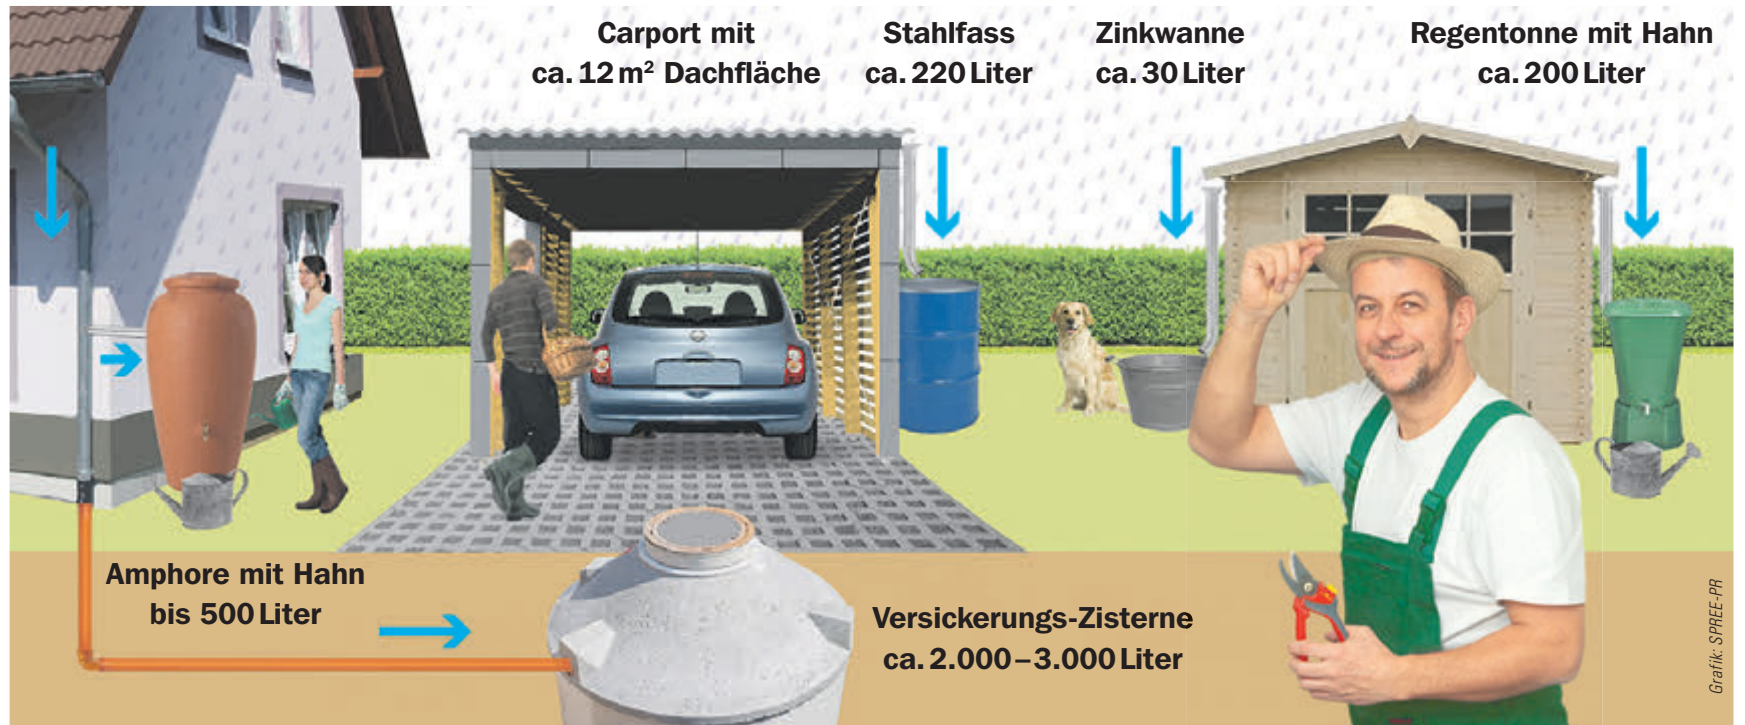 Carport mit
ca. 12 m² Dachfläche
Stahlfass
ca. 220 Liter
Zinkwanne
ca. 30 Liter
Regentonne mit Hahn
ca. 200 Liter
Amphore mit Hahn
bis 500 Liter
Versickerungs-Zisterne
ca. 2.000 – 3.000 Liter
Grafik: SPREE-PR